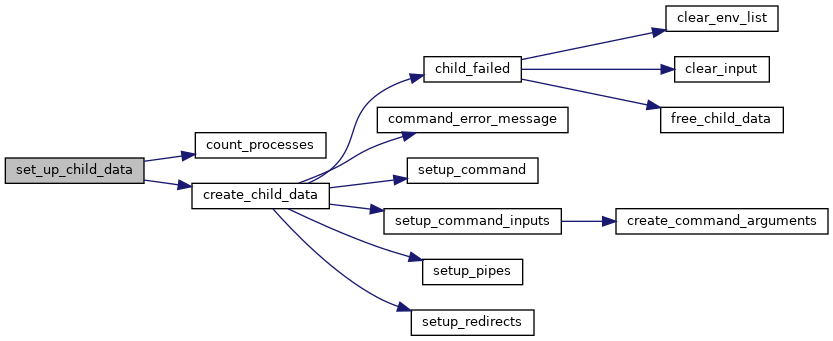 set_up_child_data
count_processes
create_child_data
child_failed
command_error_message
setup_command
setup_command_inputs
setup_pipes
setup_redirects
clear_env_list
clear_input
free_child_data
create_command_arguments